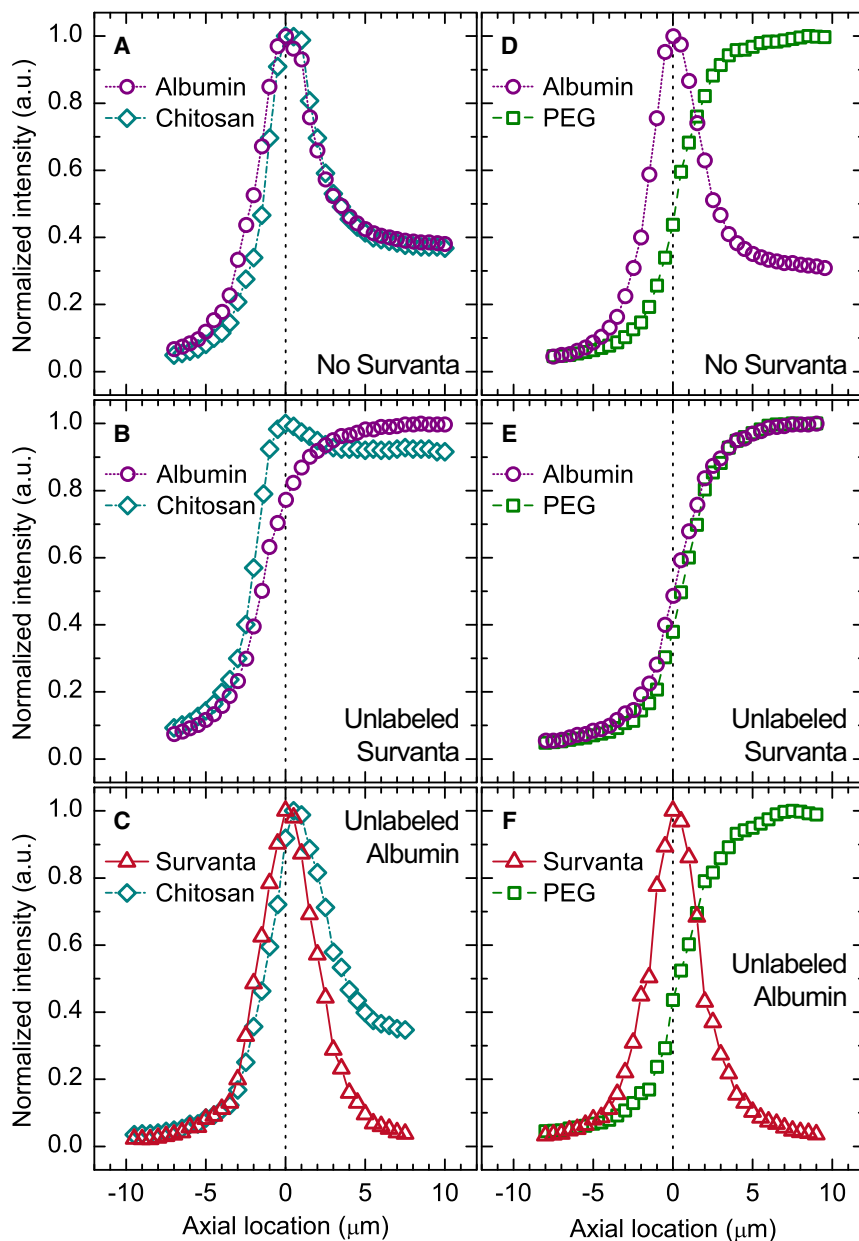 A
Albumin
Chitosan
No Survanta
Normalized intensity (a.u.)
0.0
0.2
0.4
0.6
0.8
1.0
D
Albumin
PEG
No Survanta
B
Albumin
Chitosan
Unlabeled
Survanta
Normalized intensity (a.u.)
0.0
0.2
0.4
0.6
0.8
1.0
E
Albumin
PEG
Unlabeled
Survanta
C
Survanta
Chitosan
Unlabeled
Albumin
Normalized intensity (a.u.)
0.0
0.2
0.4
0.6
0.8
1.0
-10 -5 0 5 10
Axial location (μm)
F
Survanta
PEG
Unlabeled
Albumin
-10 -5 0 5 10
Axial location (μm)